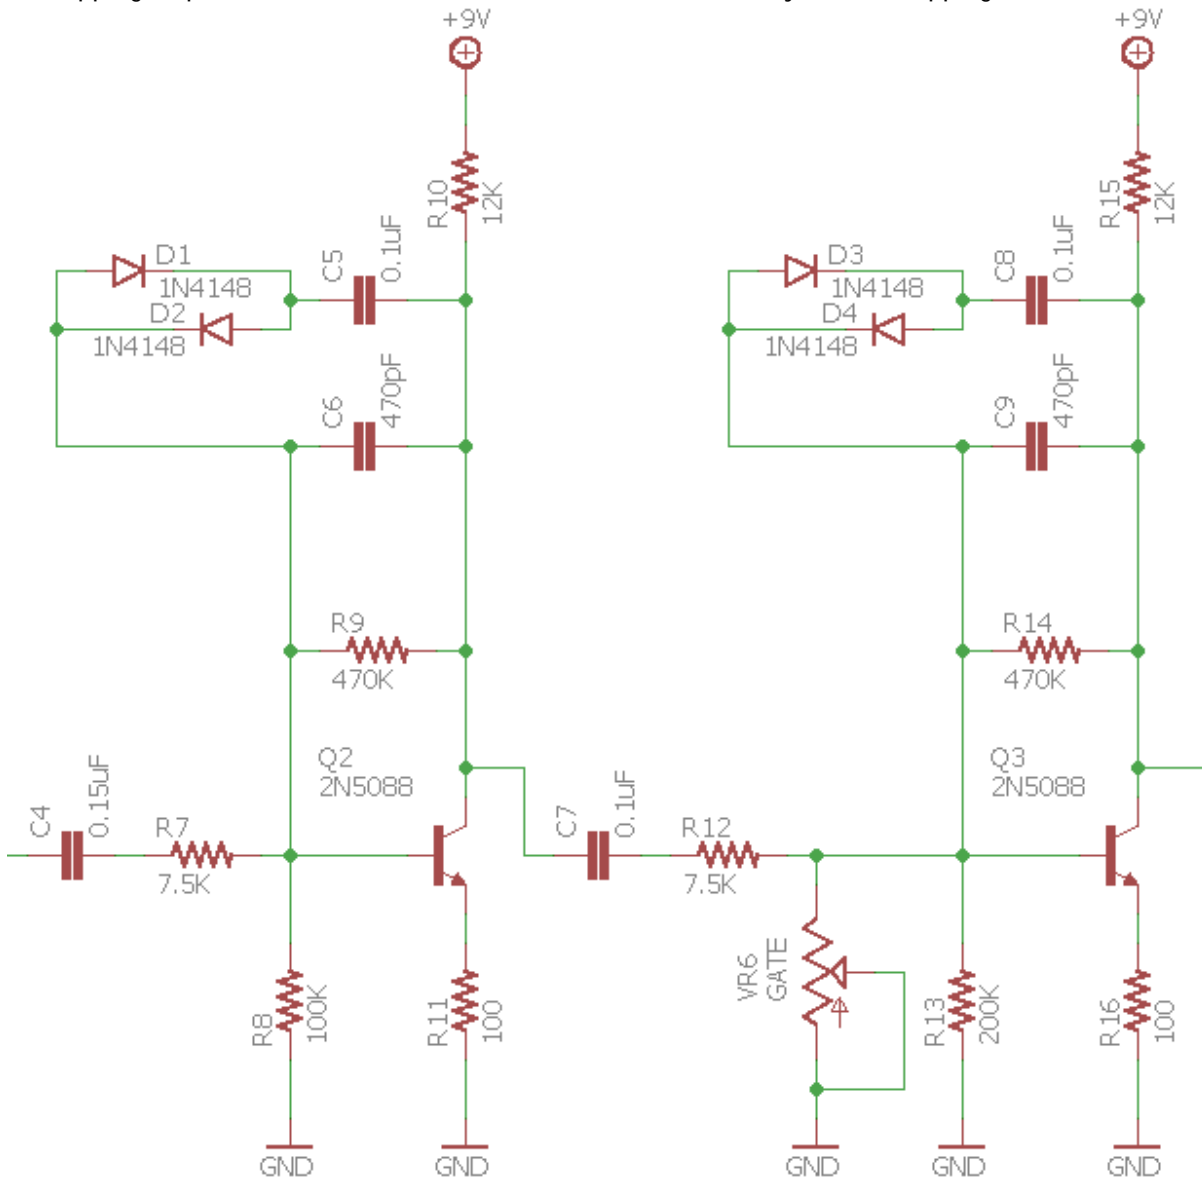 +9V
+9V
R10
12K
R15
12K
D1
1N4148
D2
1N4148
C5
0.1uF
D3
1N4148
D4
1N4148
C8
0.1uF
C6
470pF
C9
470pF
R9
470K
R14
470K
Q2
2N5088
Q3
2N5088
C4
0.15uF
R7
7.5K
C7
0.1uF
R12
7.5K
VR6
GATE
R8
100K
R11
100
R13
200K
R16
100
GND
GND
GND
GND
GND